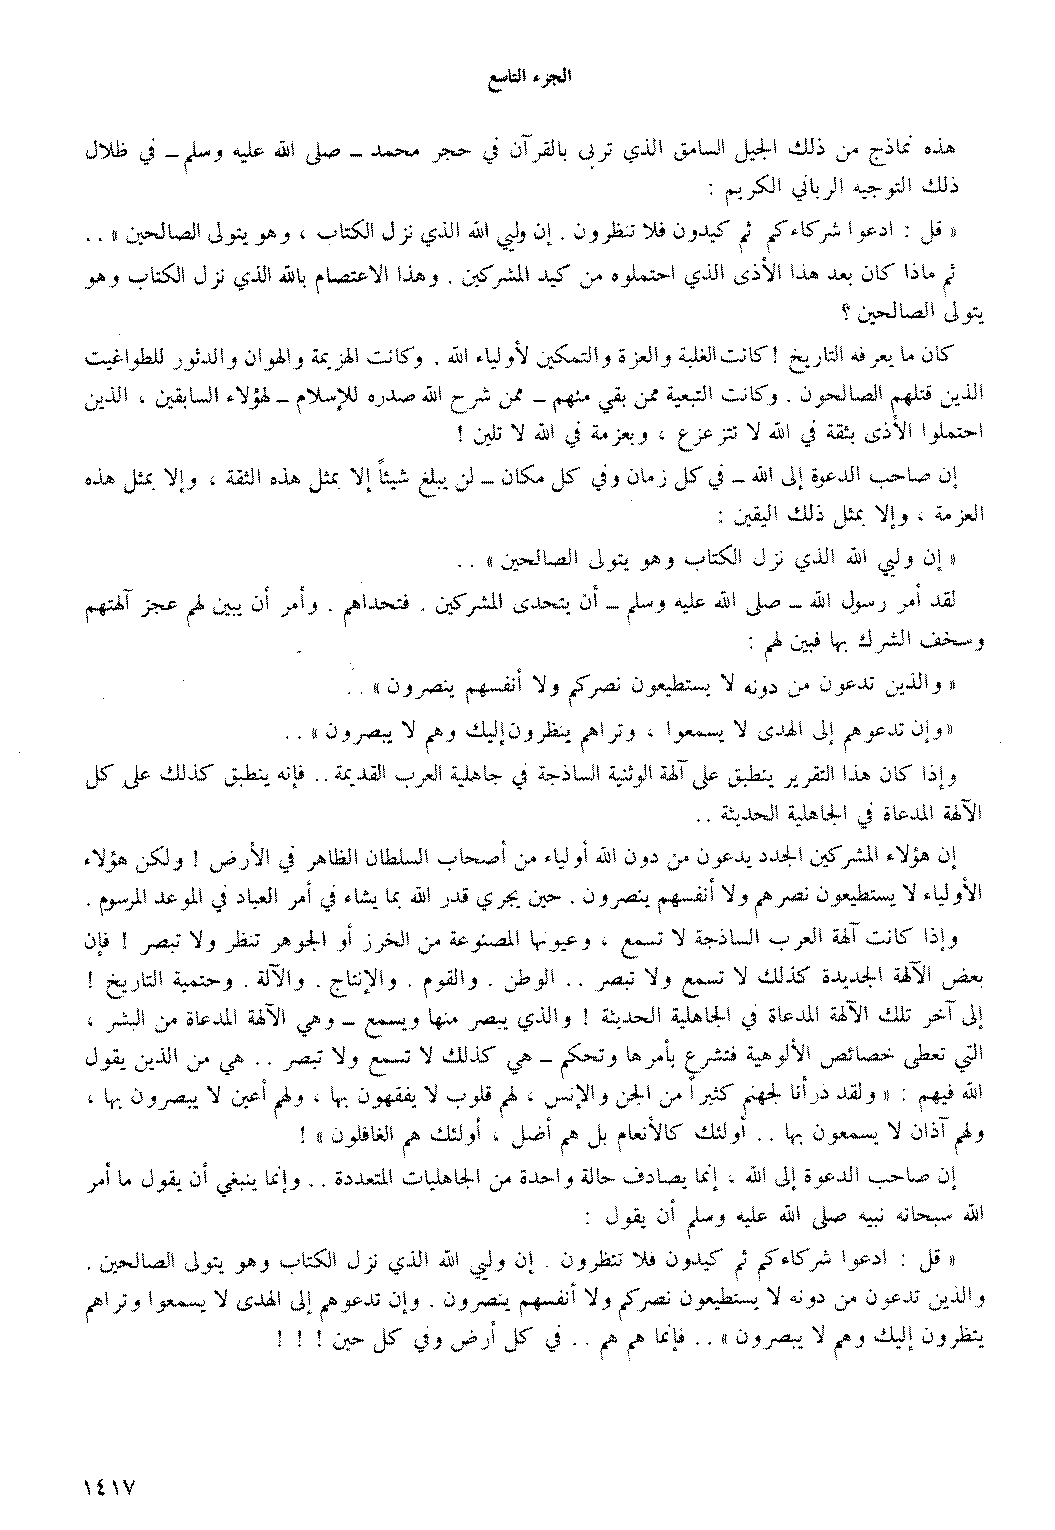 الجزء التاسع
هذه نماذج من ذلك الجيل السامق الذي تربى بالقرآن في حجر محمد ــ صلى الله عليه وسلم ــ في ظلال
ذلك التوجيه الرباني الكريم :
« قل : ادعوا شركاءكم ثم كيدون فلا تنظرون . إن وليي الله الذي نزل الكتاب ، وهو يتولى الصالحين » ..
ثم ماذا كان بعد هذا الأذى الذي احتملوه من كيد المشركين . وهذا الاعتصام بالله الذي نزل الكتاب وهو
يتولى الصالحين ؟
كان ما يعرفه التاريخ ! كانت الغلبة والعزة والتمكين لأولياء الله . وكانت الهزيمة والهوان والدثور للطواغيت
الذين قتلهم الصالحون . وكانت التبعية ممن بقي منهم ــ ممن شرح الله صدره للإسلام ــ لهؤلاء السابقين ، الذين
احتملوا الأذى بثقة في الله لا تتزعزع ، وبعزمة في الله لا تلين !
إن صاحب الدعوة إلى الله ــ في كل زمان وفي كل مكان ــ لن يبلغ شيئاً إلا بمثل هذه الثقة ، وإلا بمثل هذه
العزمة ، وإلا بمثل ذلك اليقين :
« إن وليي الله الذي نزل الكتاب وهو يتولى الصالحين » ..
لقد أمر رسول الله ــ صلى الله عليه وسلم ــ أن يتحدى المشركين . فتحداهم . وأمر أن يبين لهم عجز آلهتهم
وسخف الشرك بها فبين لهم :
« والذين تدعون من دونه لا يستطيعون نصركم ولا أنفسهم ينصرون » ..
« وإن تدعوهم إلى الهدى لا يسمعوا ، وتراهم ينظرون إليك وهم لا يبصرون » ..
وإذا كان هذا التقرير ينطبق على آلهة الوثنية الساذجة في جاهلية العرب القديمة .. فإنه ينطبق كذلك على كل
الآلهة المدعاة في الجاهلية الحديثة ..
إن هؤلاء المشركين الجدد يدعون من دون الله أولياء من أصحاب السلطان الظاهر في الأرض ! ولكن هؤلاء
الأولياء لا يستطيعون نصرهم ولا أنفسهم ينصرون . حين يجري قدر الله بما يشاء في أمر العباد في الموعد المرسوم .
وإذا كانت آلهة العرب الساذجة لا تسمع ، وعيونها المصنوعة من الخرز أو الجوهر تنظر ولا تبصر ! فإن
بعض الآلهة الجديدة كذلك لا تسمع ولا تبصر .. الوطن . والقوم . والإنتاج . والآلة . وحتمية التاريخ !
إلى آخر تلك الآلهة المدعاة في الجاهلية الحديثة ! والذي يبصر منها ويسمع ــ وهي الآلهة المدعاة من البشر ،
التي تعطى خصائص الألوهية فتشرع بأمرها وتحكم ــ هي كذلك لا تسمع ولا تبصر .. هي من الذين يقول
الله فيهم : « ولقد ذرأنا لجهنم كثيراً من الجن والإنس ، لهم قلوب لا يفقهون بها ، ولهم أعين لا يبصرون بها ،
ولهم آذان لا يسمعون بها .. أولئك كالأنعام بل هم أضل ، أولئك هم الغافلون » !
إن صاحب الدعوة إلى الله ، إنما يصادف حالة واحدة من الجاهليات المتعددة .. وإنما ينبغي أن يقول ما أمر
الله سبحانه نبيه صلى الله عليه وسلم أن يقول :
« قل : ادعوا شركاءكم ثم كيدون فلا تنظرون . إن وليي الله الذي نزل الكتاب وهو يتولى الصالحين .
والذين تدعون من دونه لا يستطيعون نصركم ولا أنفسهم ينصرون . وإن تدعوهم إلى الهدى لا يسمعوا وتراهم
ينظرون إليك وهم لا يبصرون » .. فإنما هم هم .. في كل أرض وفي كل حين ! ! !
١٤١٧